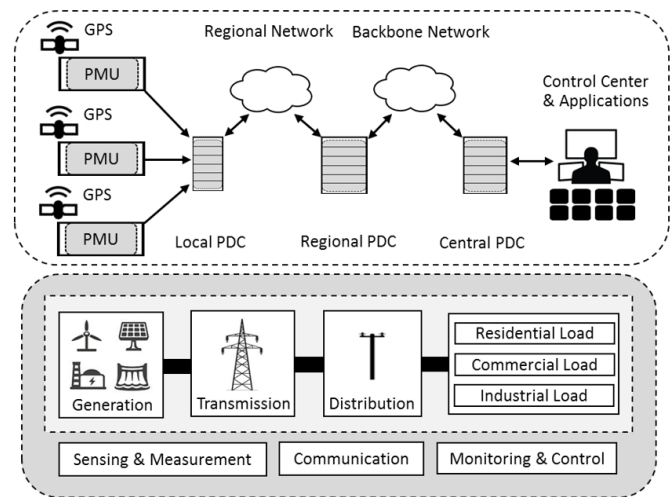 GPS
Regional Network
Backbone Network
PMU
Control Center
& Applications
GPS
PMU
GPS
PMU
Local PDC
Regional PDC
Central PDC
Residential Load
Commercial Load
Industrial Load
Generation
Transmission
Distribution
Sensing & Measurement
Communication
Monitoring & Control